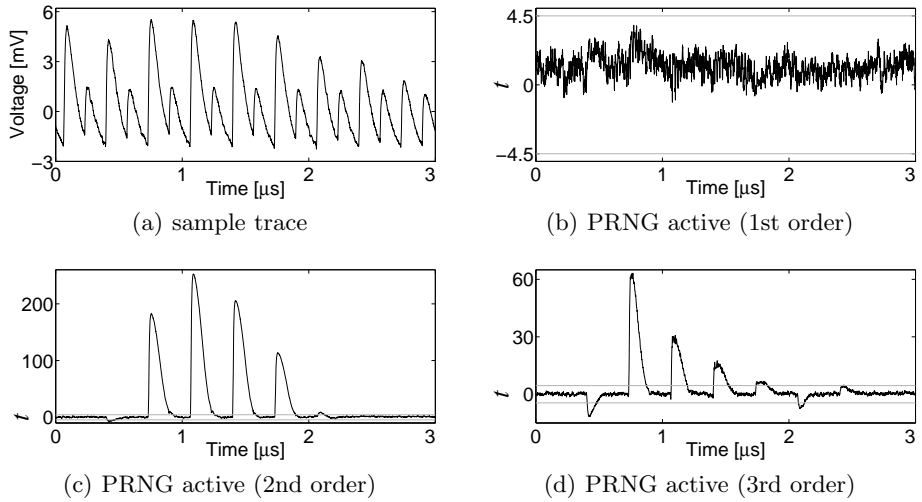 6
3
0
−3
Voltage [mV]
0 1 2 3
Time [µs]
(a) sample trace
4.5
0
−4.5
t
0 1 2 3
Time [µs]
(b) PRNG active (1st order)
200
100
0
t
0 1 2 3
Time [µs]
(c) PRNG active (2nd order)
60
30
0
t
0 1 2 3
Time [µs]
(d) PRNG active (3rd order)